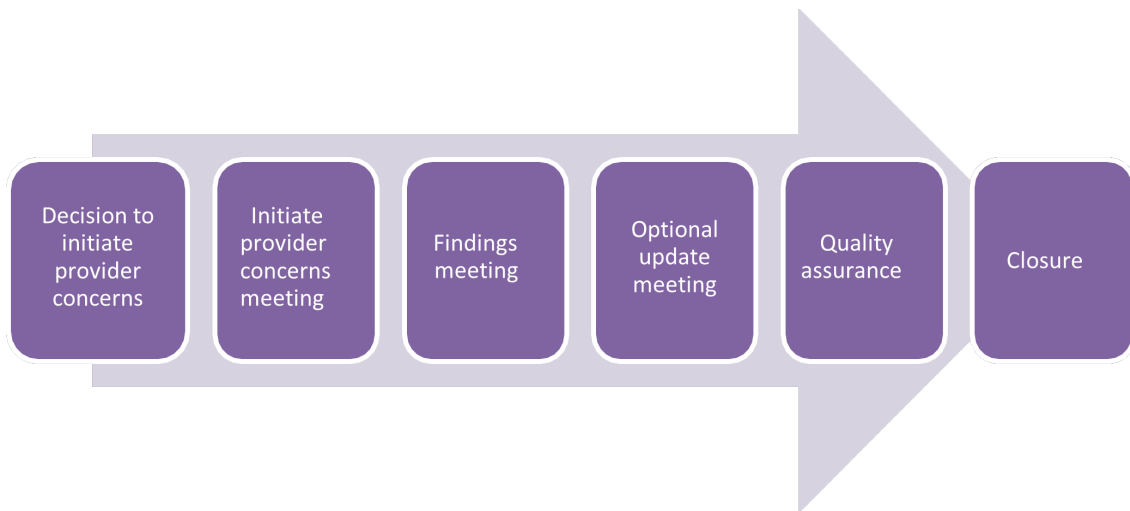 Decision to
initiate
provider
concerns
Initiate
provider
concerns
meeting
Findings
meeting
Optional
update
meeting
Quality
assurance
Closure